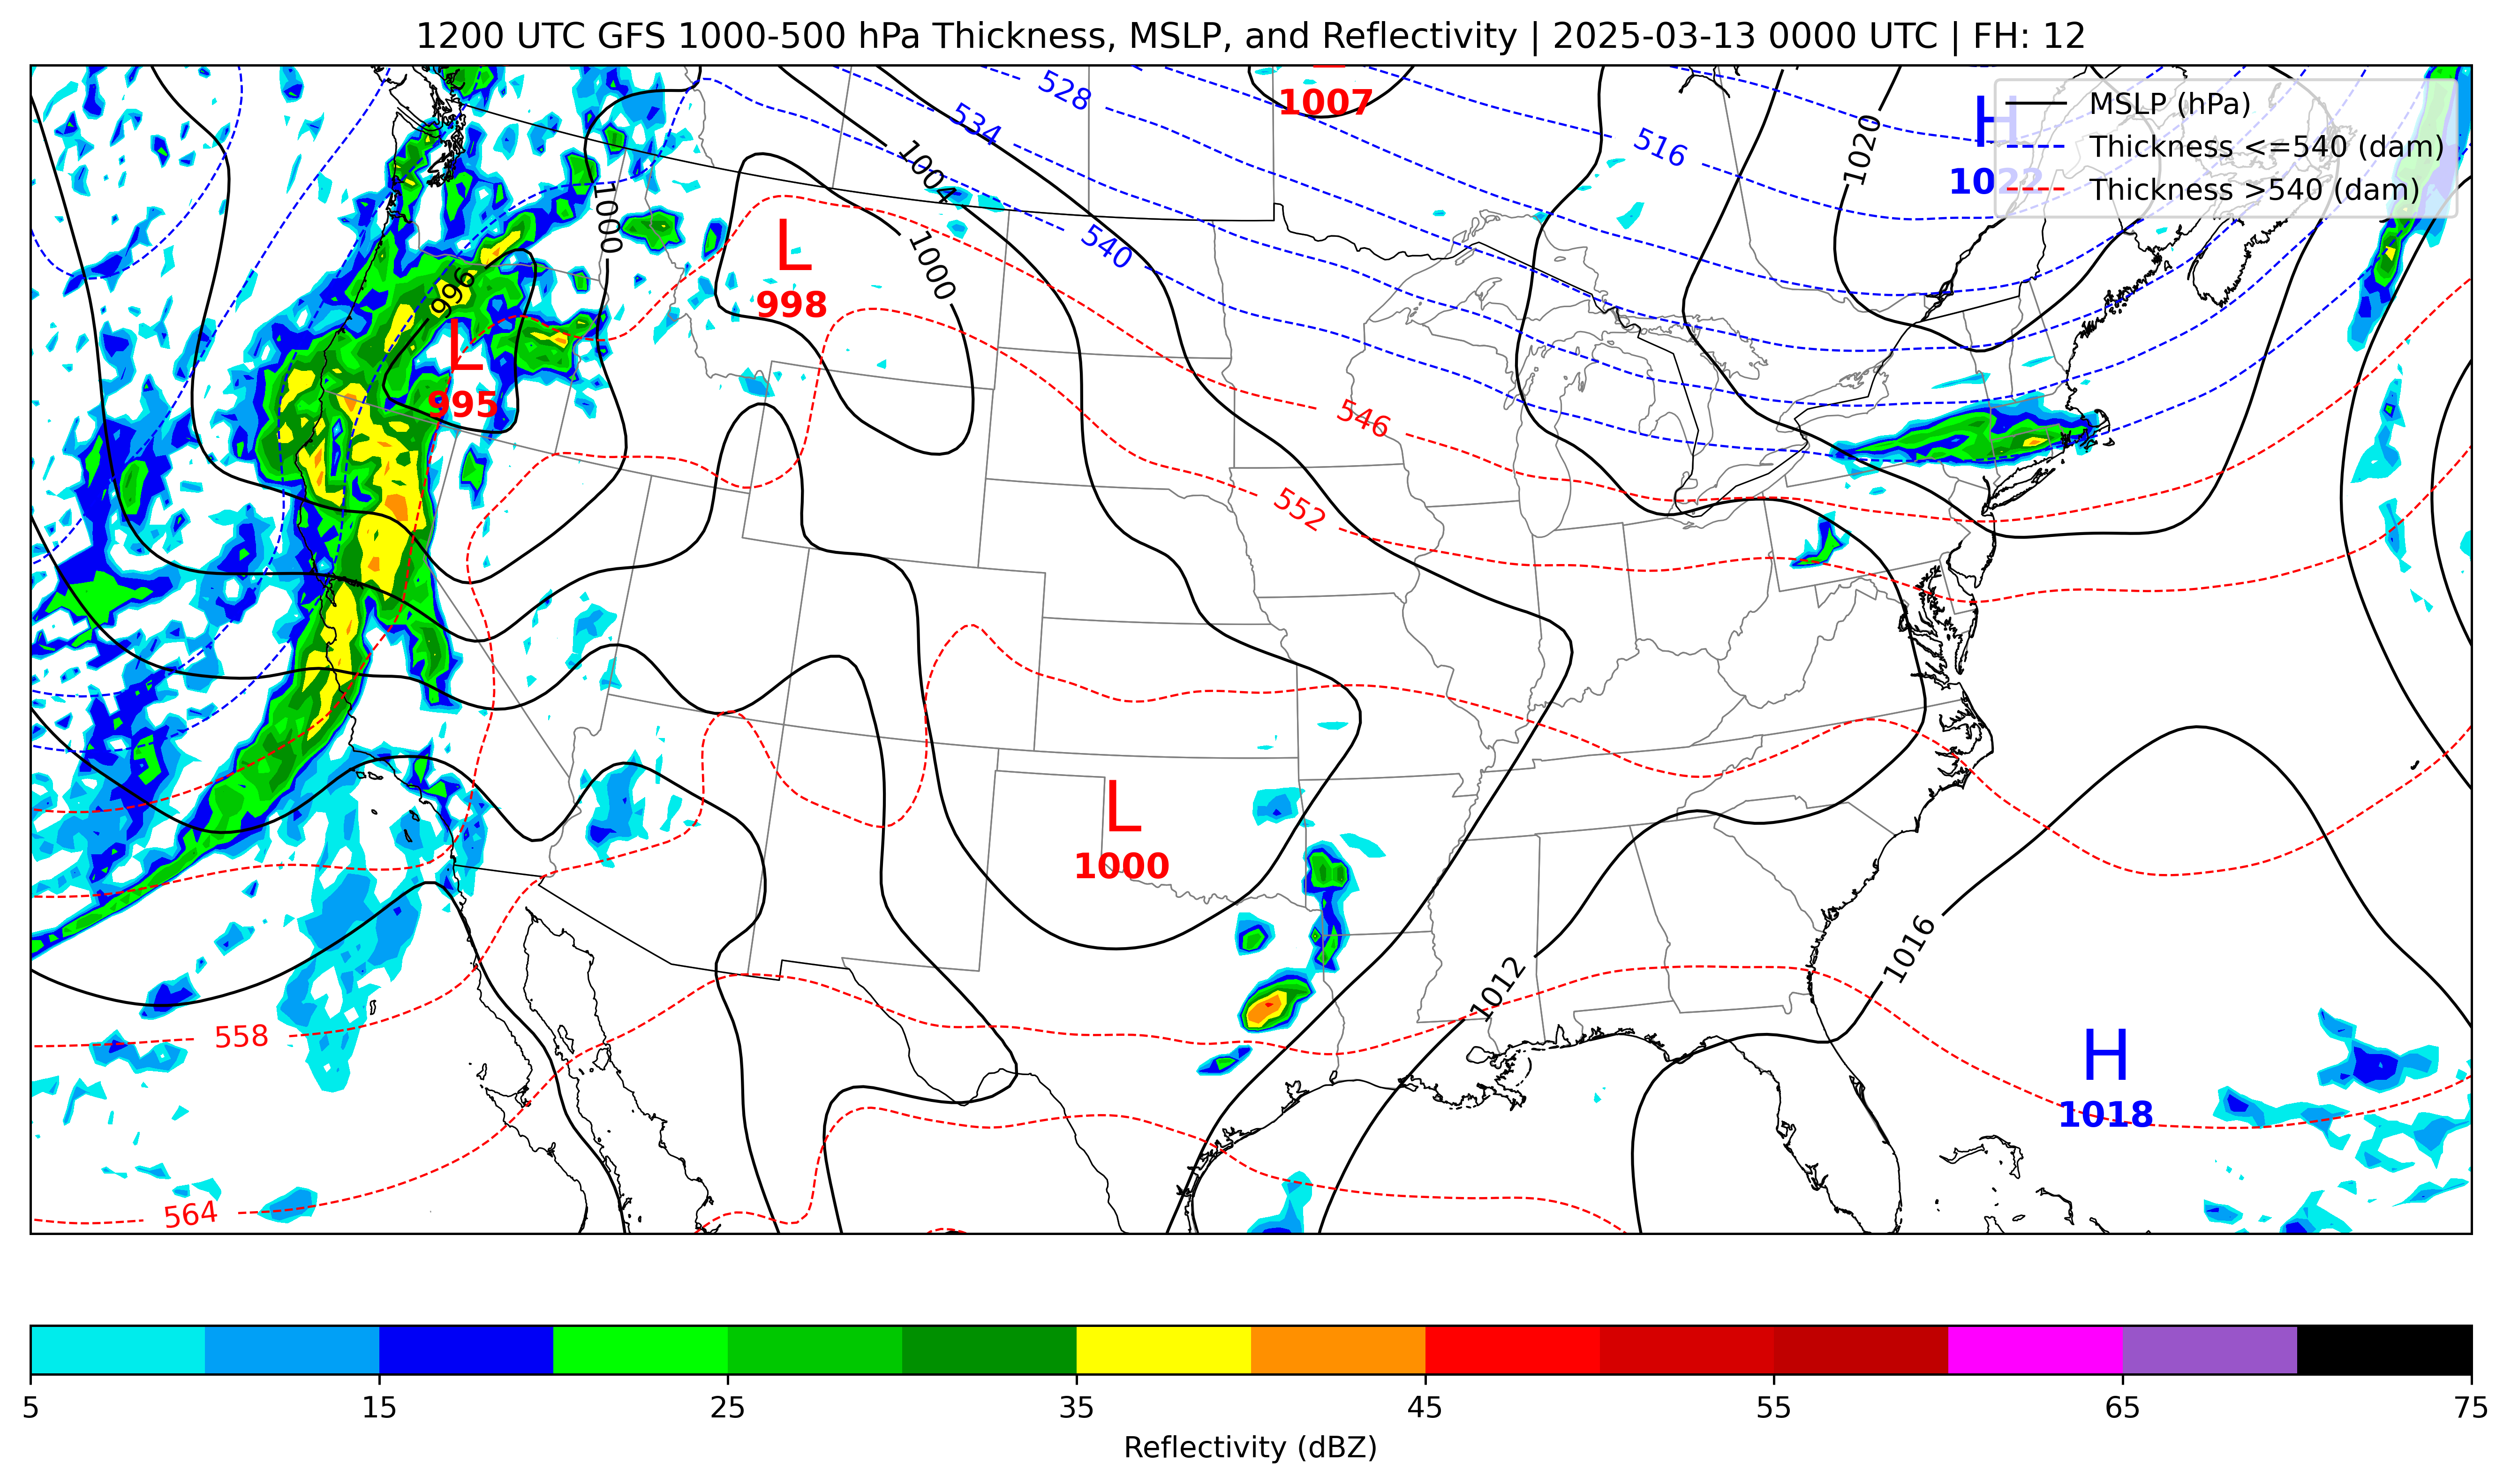 1200 UTC GFS 1000-500 hPa Thickness, MSLP, and Reflectivity | 2025-03-13 0000 UTC | FH: 12
MSLP (hPa)
Thickness <=540 (dam)
Thickness >540 (dam)
1007
H
1022
528
534
516
1020
1004
1000
540
1000
L
998
996
L
995
546
552
L
1000
1016
1012
558
H
1018
564
5
15
25
35
45
55
65
75
Reflectivity (dBZ)